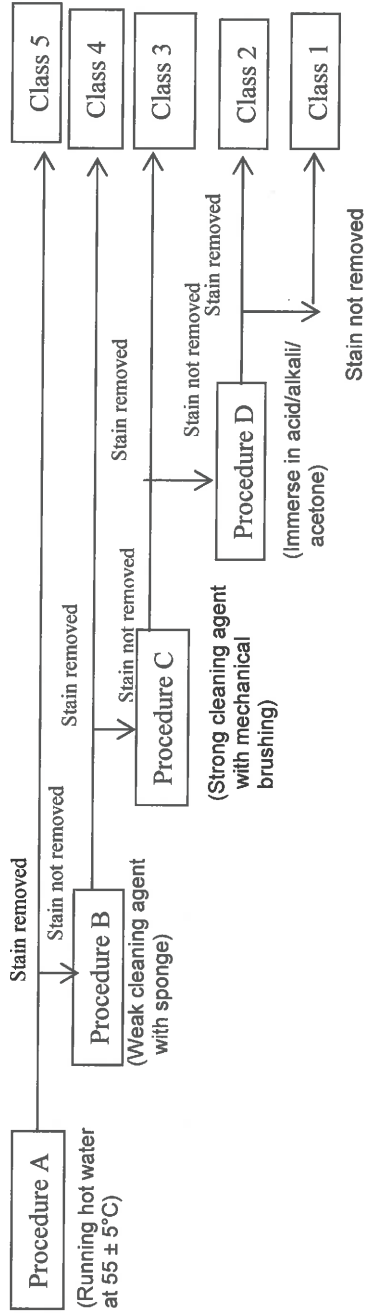 Procedure A
(Running hot water
at 55 ± 5°C)
Stain removed
Class 5
Stain not removed
Procedure B
(Weak cleaning agent
with sponge)
Stain removed
Class 4
Stain not removed
Procedure C
(Strong cleaning agent
with mechanical
brushing)
Stain removed
Class 3
Stain not removed
Procedure D
(Immerse in acid/alkali/
acetone)
Stain removed
Class 2
Stain not removed
Class 1